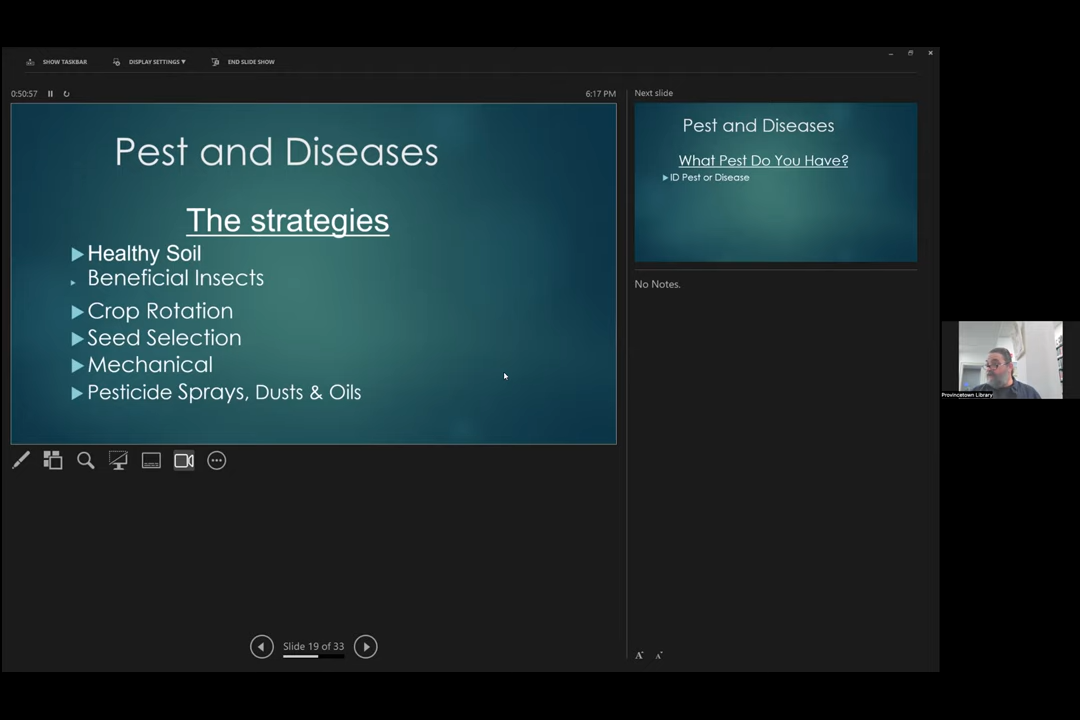 SHOW TASKBAR
DISPLAY SETTINGS ▼
END SLIDE SHOW
0:50:57
6:17 PM
Pest and Diseases
The strategies
Healthy Soil
Beneficial Insects
Crop Rotation
Seed Selection
Mechanical
Pesticide Sprays, Dusts & Oils
Next slide
Pest and Diseases
What Pest Do You Have?
ID Pest or Disease
No Notes.
Provincetown Library
Slide 19 of 33
A A